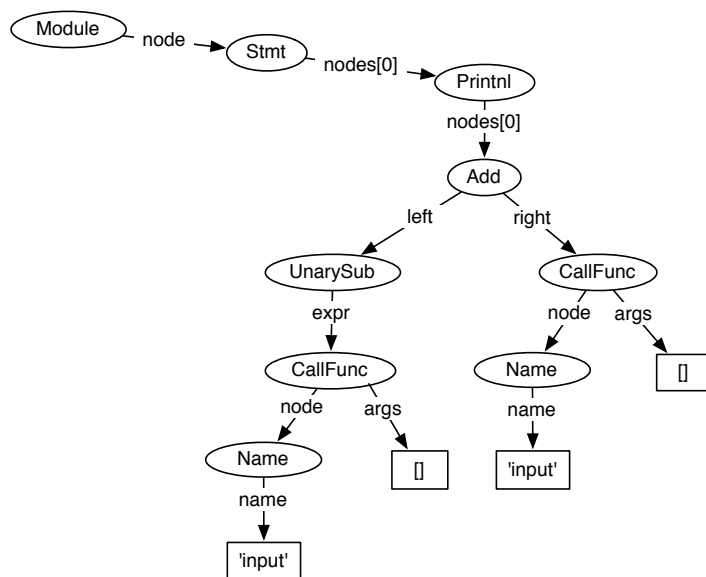 Module
node
Stmt
nodes[0]
Printnl
nodes[0]
Add
left
right
UnarySub
CallFunc
expr
node
args
CallFunc
Name
[]
node
args
name
Name
[]
'input'
name
'input'